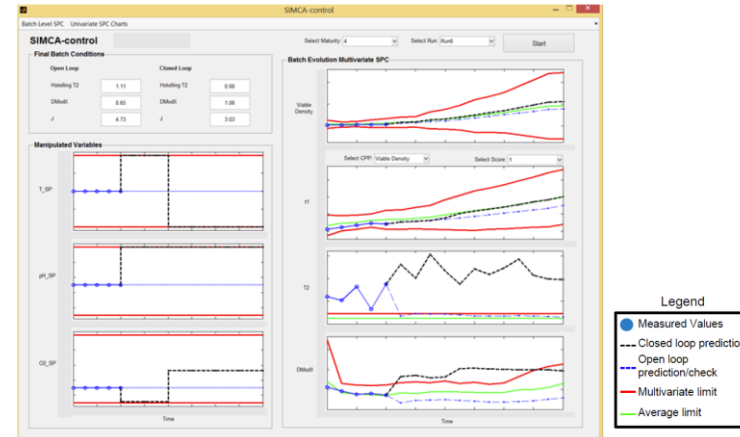 SIMCA-control
Batch Level SPC Univariate SPC Charts
SIMCA-control
Select Maturity: 4
Select Run: Run6
Start
Final Batch Conditions
Open Loop
Closed Loop
Hotelling T2 1.11
Hotelling T2 0.66
DModX 0.65
DModX 1.06
J 4.73
J 3.03
Batch Evolution Multivariate SPC
Viable
Density
Select CPP: Viable Density
Select Score: 1
t1
T2
DModX
Time
Manipulated Variables
T_SP
pH_SP
O2_SP
Time
Legend
Measured Values
Closed loop predictio
Open loop
prediction/check
Multivariate limit
Average limit